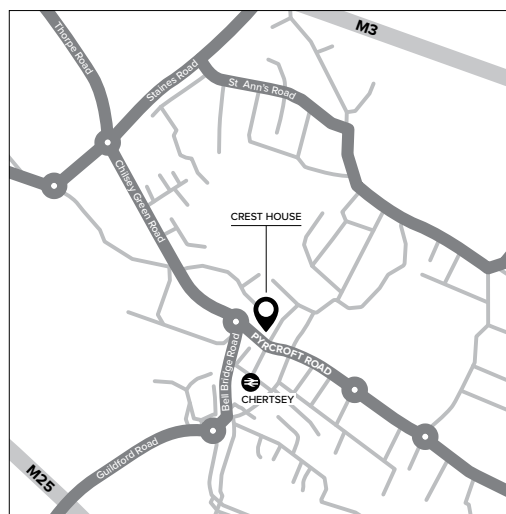 M3
Thorpe Road
Staines Road
St Ann's Road
Chilsey Green Road
CREST HOUSE
PYRCROFT ROAD
Bell Bridge Road
CHERTSEY
Guildford Road
M25